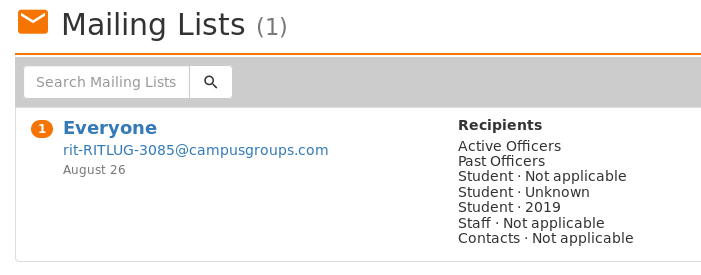 Mailing Lists (1)
Search Mailing Lists
1 Everyone
rit-RITLUG-3085@campusgroups.com
August 26
Recipients
Active Officers
Past Officers
Student · Not applicable
Student · Unknown
Student · 2019
Staff · Not applicable
Contacts · Not applicable